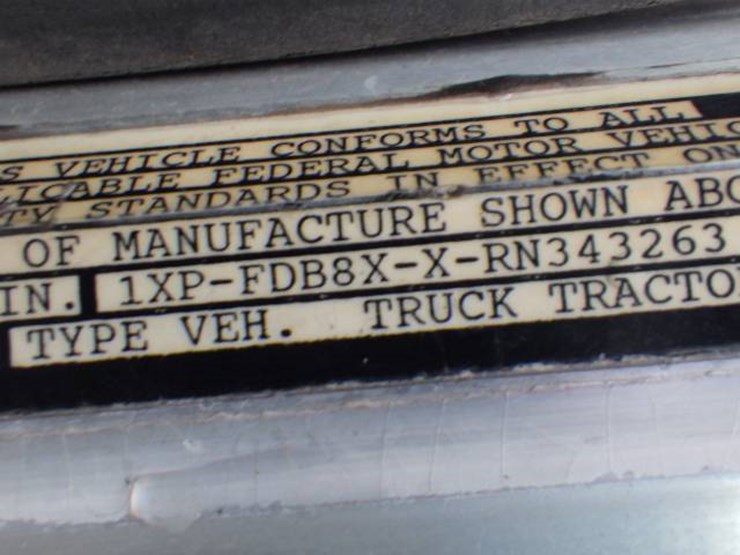 S VEHICLE CONFORMS TO ALL
LICABLE FEDERAL MOTOR VEHIC
TY STANDARDS IN EFFECT ON
OF MANUFACTURE SHOWN ABO
IN. 1XP-FDB8X-X-RN343263
TYPE VEH. TRUCK TRACTO